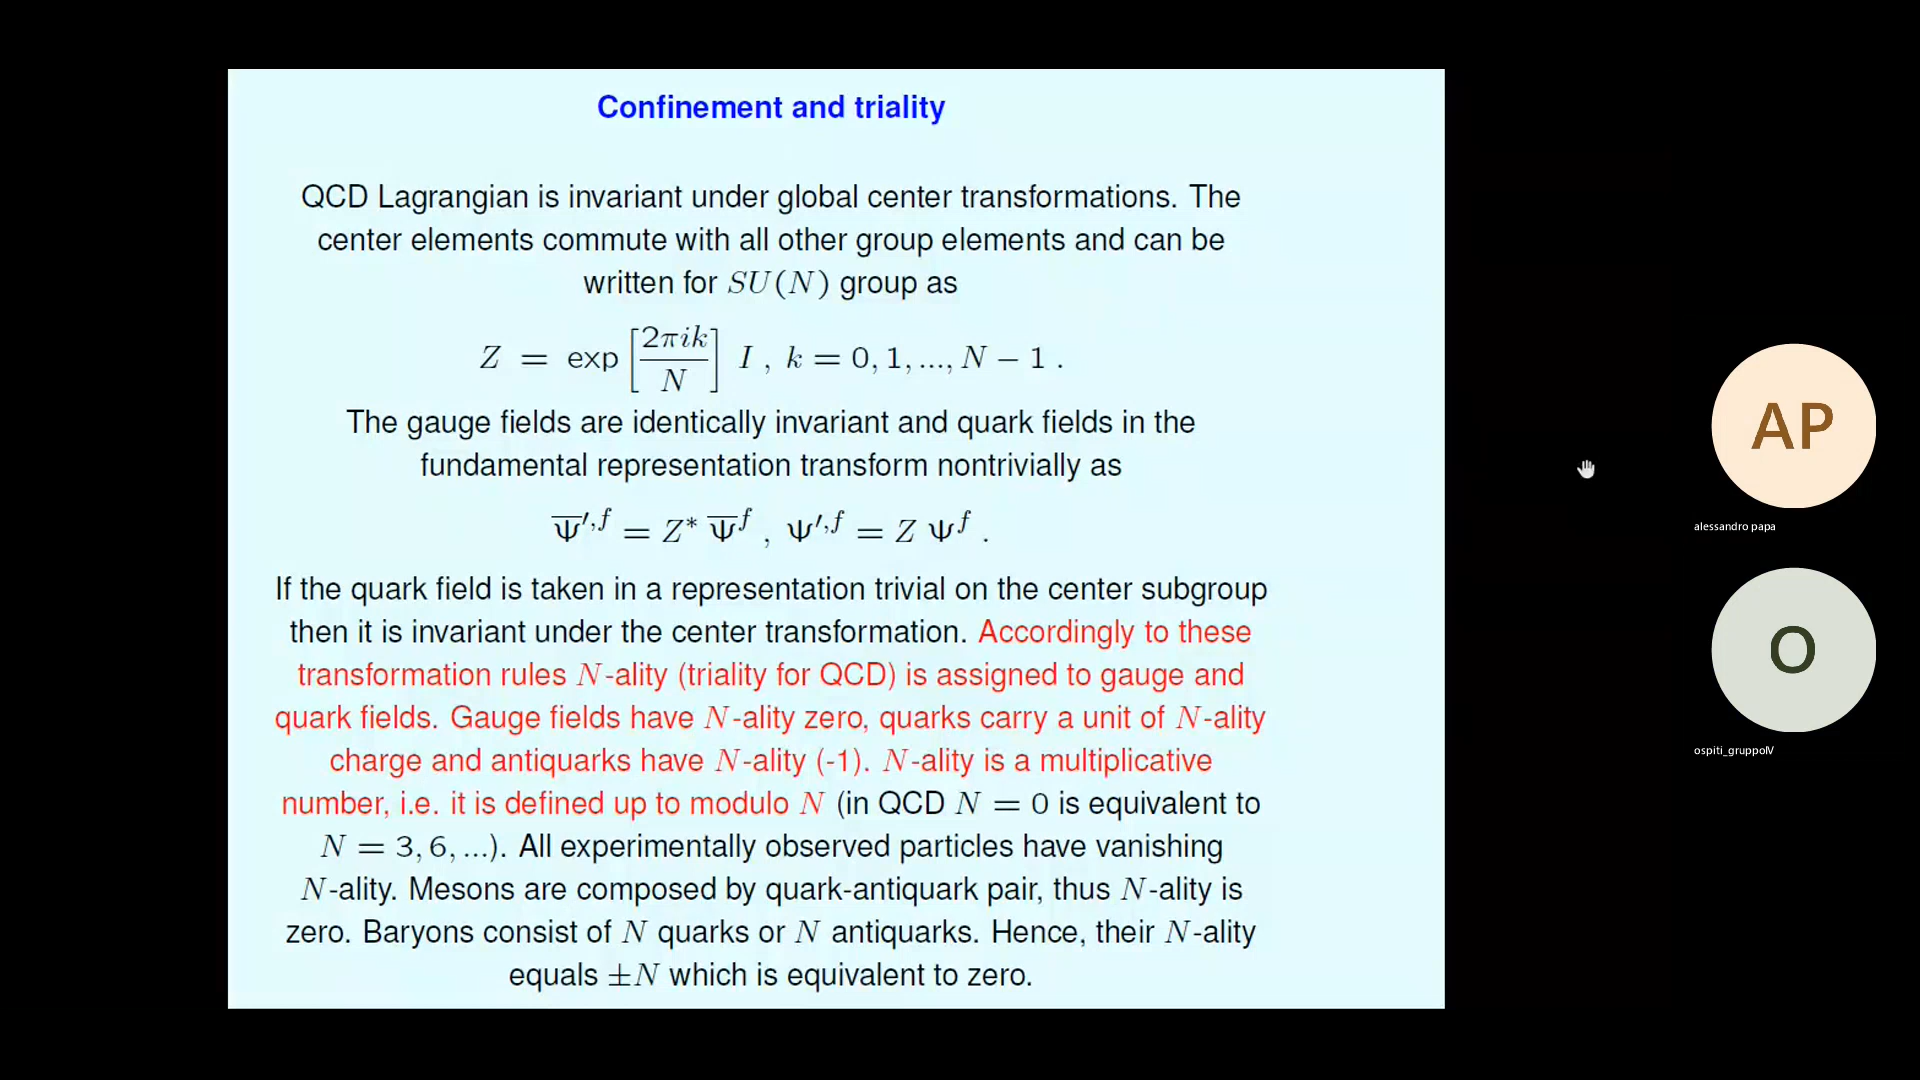 Confinement and triality
QCD Lagrangian is invariant under global center transformations. The
center elements commute with all other group elements and can be
written for SU(N) group as
Z = exp [2πik/N] I , k = 0, 1, ..., N − 1 .
The gauge fields are identically invariant and quark fields in the
fundamental representation transform nontrivially as
Ψ̅′,f = Z* Ψ̅f , Ψ′,f = Z Ψf .
If the quark field is taken in a representation trivial on the center subgroup
then it is invariant under the center transformation. Accordingly to these
transformation rules N-ality (triality for QCD) is assigned to gauge and
quark fields. Gauge fields have N-ality zero, quarks carry a unit of N-ality
charge and antiquarks have N-ality (-1). N-ality is a multiplicative
number, i.e. it is defined up to modulo N (in QCD N = 0 is equivalent to
N = 3, 6, ...). All experimentally observed particles have vanishing
N-ality. Mesons are composed by quark-antiquark pair, thus N-ality is
zero. Baryons consist of N quarks or N antiquarks. Hence, their N-ality
equals ±N which is equivalent to zero.
AP
alessandro papa
O
ospiti_gruppoIV